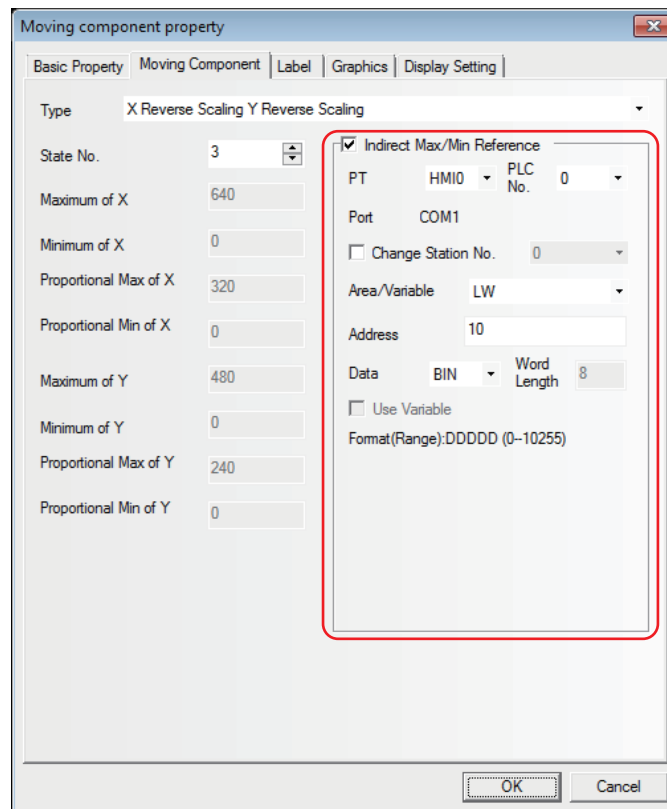 Moving component property
Basic Property Moving Component Label Graphics Display Setting
Type X Reverse Scaling Y Reverse Scaling
State No. 3
Maximum of X 640
Minimum of X 0
Proportional Max of X 320
Proportional Min of X 0
Maximum of Y 480
Minimum of Y 0
Proportional Max of Y 240
Proportional Min of Y 0
Indirect Max/Min Reference
PT HMI0 PLC No. 0
Port COM1
Change Station No. 0
Area/Variable LW
Address 10
Data BIN Word Length 8
Use Variable
Format(Range):DDDDD (0--10255)
OK Cancel